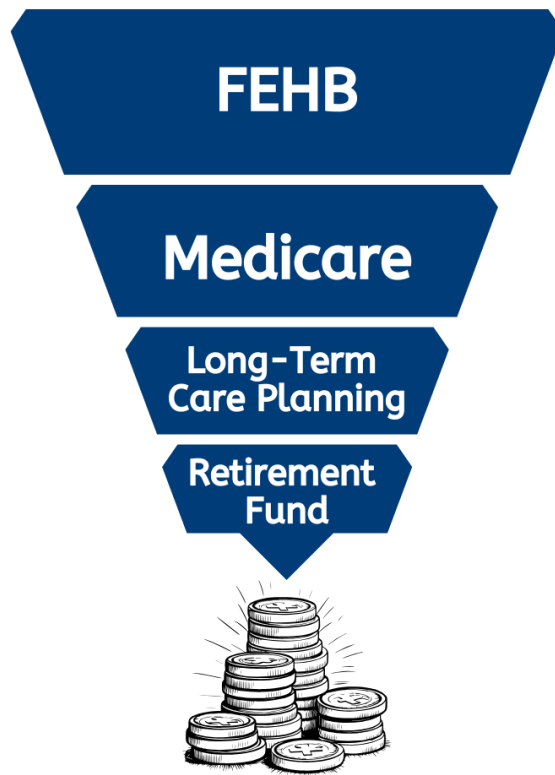 FEHB
Medicare
Long-Term
Care Planning
Retirement
Fund